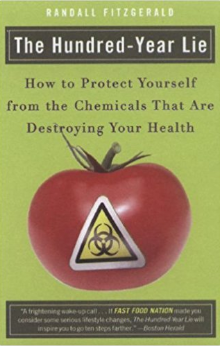 RANDALL FITZGERALD
The Hundred-Year Lie
How to Protect Yourself
from the Chemicals That Are
Destroying Your Health
"A frightening wake-up call . . . If FAST FOOD NATION made you
consider some serious lifestyle changes, The Hundred-Year Lie will
inspire you to go ten steps farther." —Boston Herald